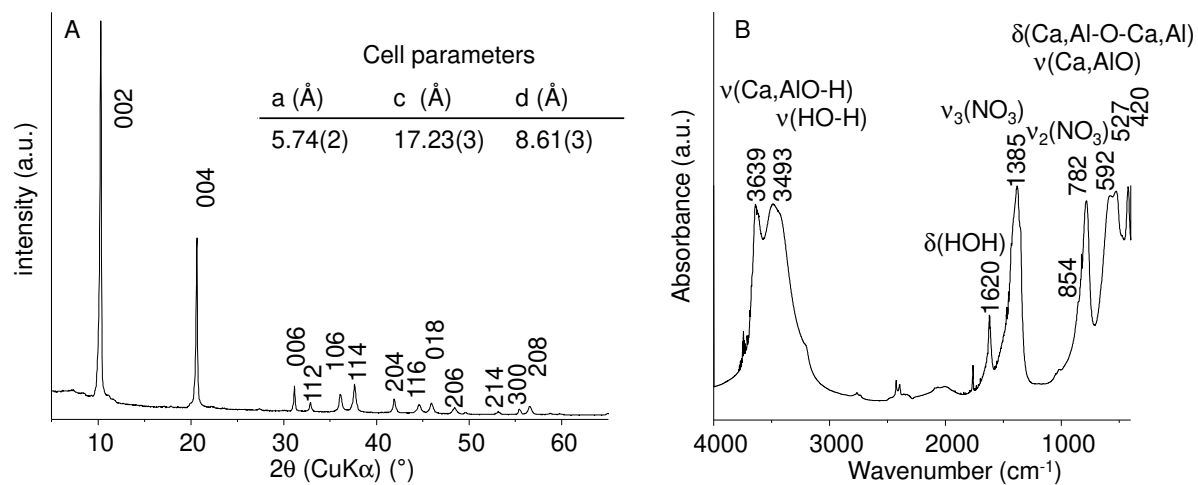 A
Cell parameters
a (Å) c (Å) d (Å)
5.74(2) 17.23(3) 8.61(3)
002
004
006
112
106
114
204
116
018
206
214
300
208
intensity (a.u.)
10 20 30 40 50 60
2θ (CuKα) (°)
B
δ(Ca,Al-O-Ca,Al)
ν(Ca,AlO)
ν(Ca,AlO-H)
ν(HO-H)
ν3(NO3)
ν2(NO3)
δ(HOH)
3639
3493
1620
1385
854
782
592
527
420
Absorbance (a.u.)
4000 3000 2000 1000
Wavenumber (cm-1)